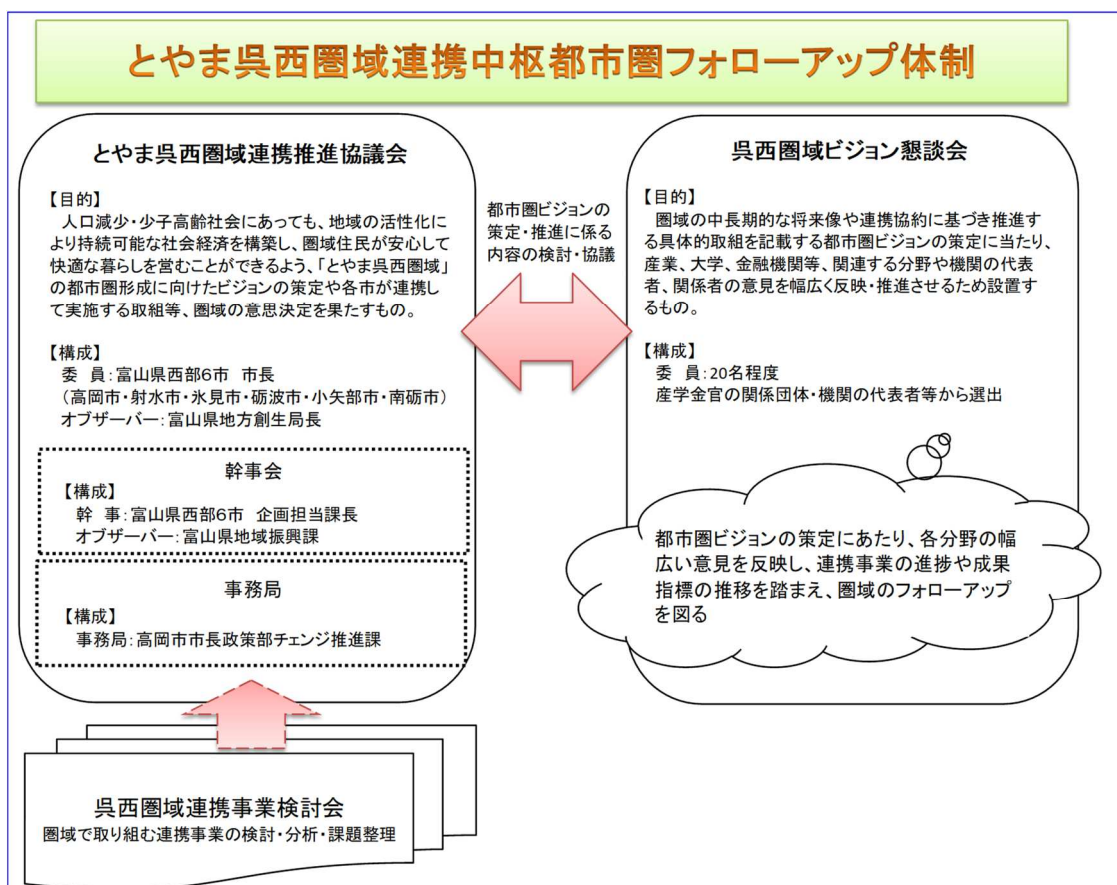 とやま呉西圏域連携中枢都市圏フォローアップ体制
とやま呉西圏域連携推進協議会
【目的】
人口減少・少子高齢社会にあっても、地域の活性化に
より持続可能な社会経済を構築し、圏域住民が安心して
快適な暮らしを営むことができるよう、「とやま呉西圏域」
の都市圏形成に向けたビジョンの策定や各市が連携し
て実施する取組等、圏域の意思決定を果たすもの。
【構成】
委 員:富山県西部6市 市長
(高岡市・射水市・氷見市・砺波市・小矢部市・南砺市)
オブザーバー:富山県地方創生局長
幹事会
【構成】
幹 事:富山県西部6市 企画担当課長
オブザーバー:富山県地域振興課
事務局
【構成】
事務局:高岡市市長政策部チェンジ推進課
都市圏ビジョンの
策定・推進に係る
内容の検討・協議
呉西圏域ビジョン懇談会
【目的】
圏域の中長期的な将来像や連携協約に基づき推進す
る具体的取組を記載する都市圏ビジョンの策定に当たり、
産業、大学、金融機関等、関連する分野や機関の代表
者、関係者の意見を幅広く反映・推進させるため設置す
るもの。
【構成】
委 員:20名程度
産学金官の関係団体・機関の代表者等から選出
都市圏ビジョンの策定にあたり、各分野の幅
広い意見を反映し、連携事業の進捗や成果
指標の推移を踏まえ、圏域のフォローアップ
を図る
呉西圏域連携事業検討会
圏域で取り組む連携事業の検討・分析・課題整理